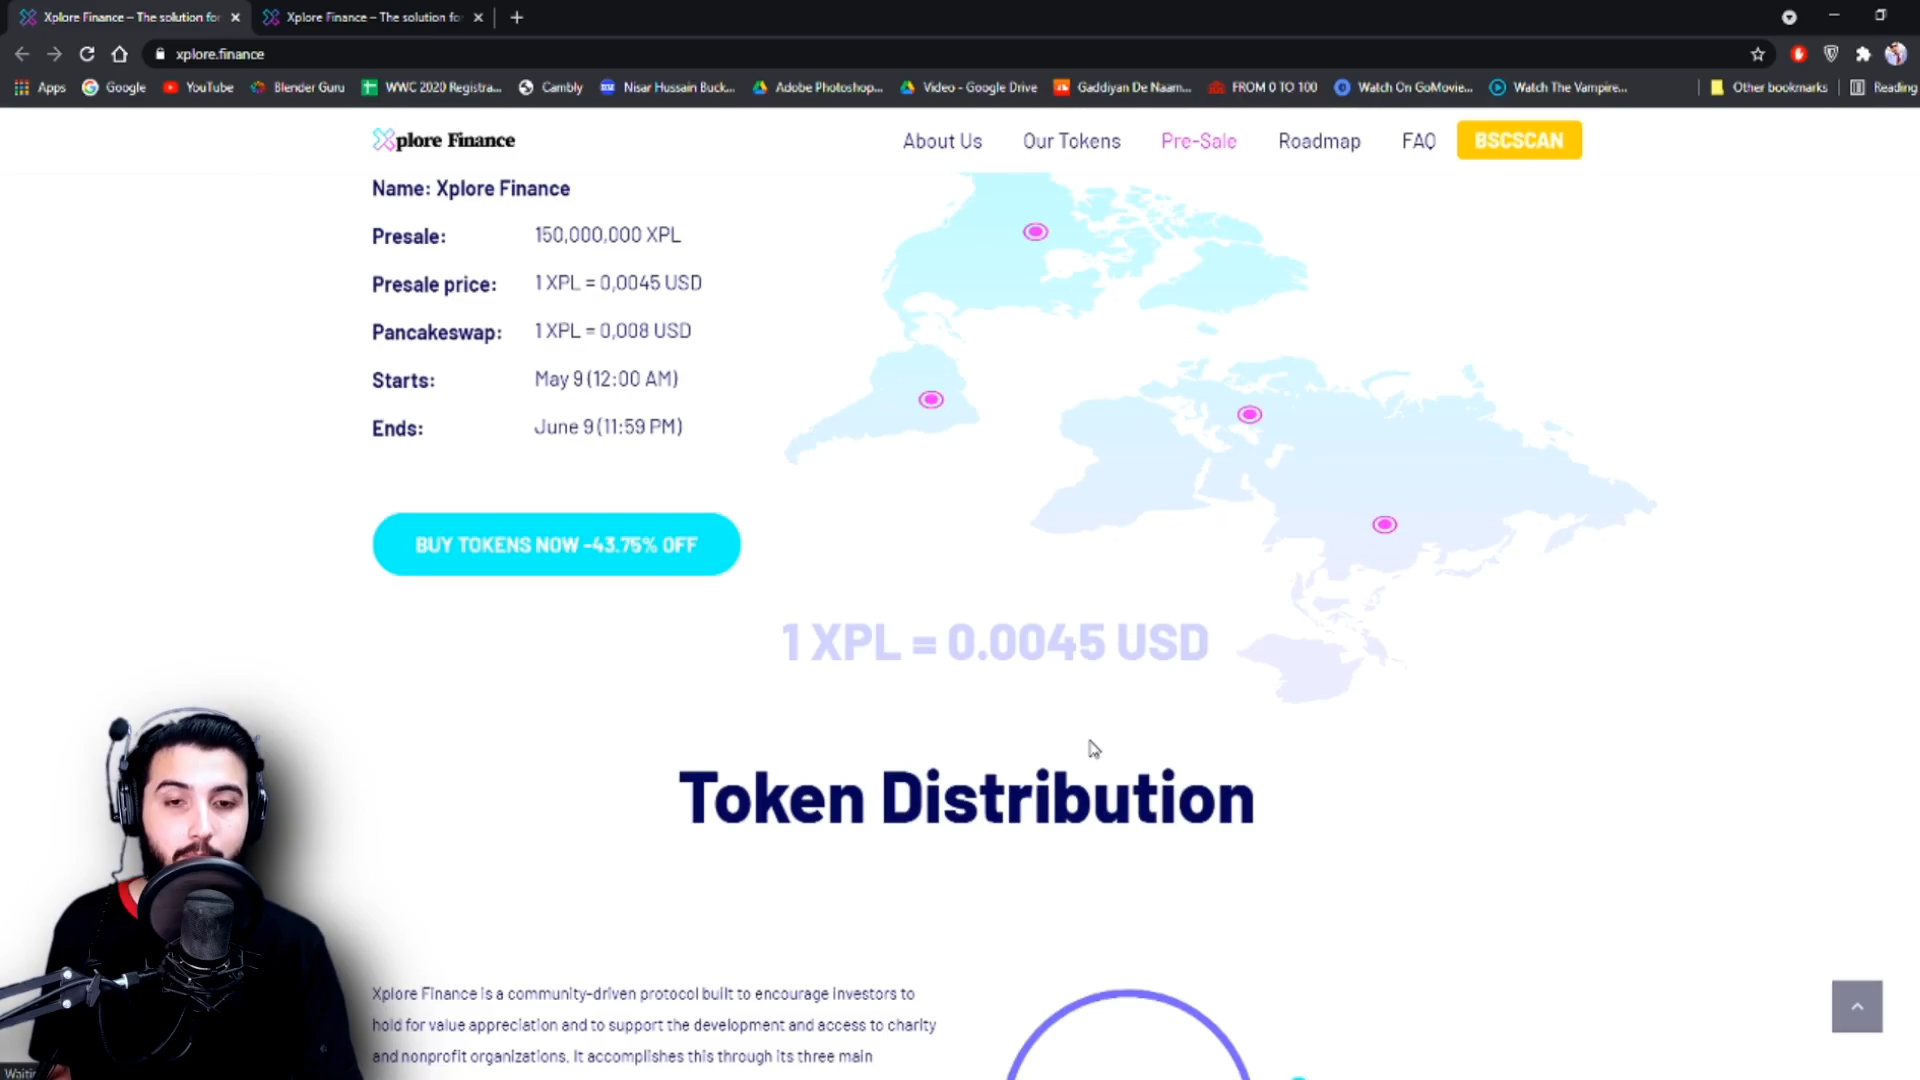 Xplore Finance – The solution for
Xplore Finance – The solution fo
xplore.finance
Apps
Google
YouTube
Blender Guru
WWC 2020 Registra...
Cambly
Nisar Hussain Buck...
Adobe Photoshop...
Video - Google Drive
Gaddiyan De Naam...
FROM 0 TO 100
Watch On GoMovie...
Watch The Vampire...
Other bookmarks
Reading
Xplore Finance
About Us
Our Tokens
Pre-Sale
Roadmap
FAQ
BSCSCAN
Name: Xplore Finance
Presale: 150,000,000 XPL
Presale price: 1 XPL = 0,0045 USD
Pancakeswap: 1 XPL = 0,008 USD
Starts: May 9 (12:00 AM)
Ends: June 9 (11:59 PM)
BUY TOKENS NOW -43.75% OFF
1 XPL = 0.0045 USD
Token Distribution
Xplore Finance is a community-driven protocol built to encourage investors to
hold for value appreciation and to support the development and access to charity
and nonprofit organizations. It accomplishes this through its three main